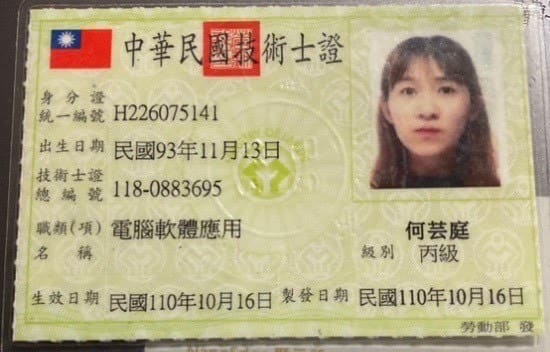 中華民國技術士證
身分證
統一編號 H226075141
出生日期 民國93年11月13日
技術士證
總編號 118-0883695
職類(項)
名稱 電腦軟體應用
何芸庭
級別 丙級
生效日期 民國110年10月16日 製發日期 民國110年10月16日
勞動部 發